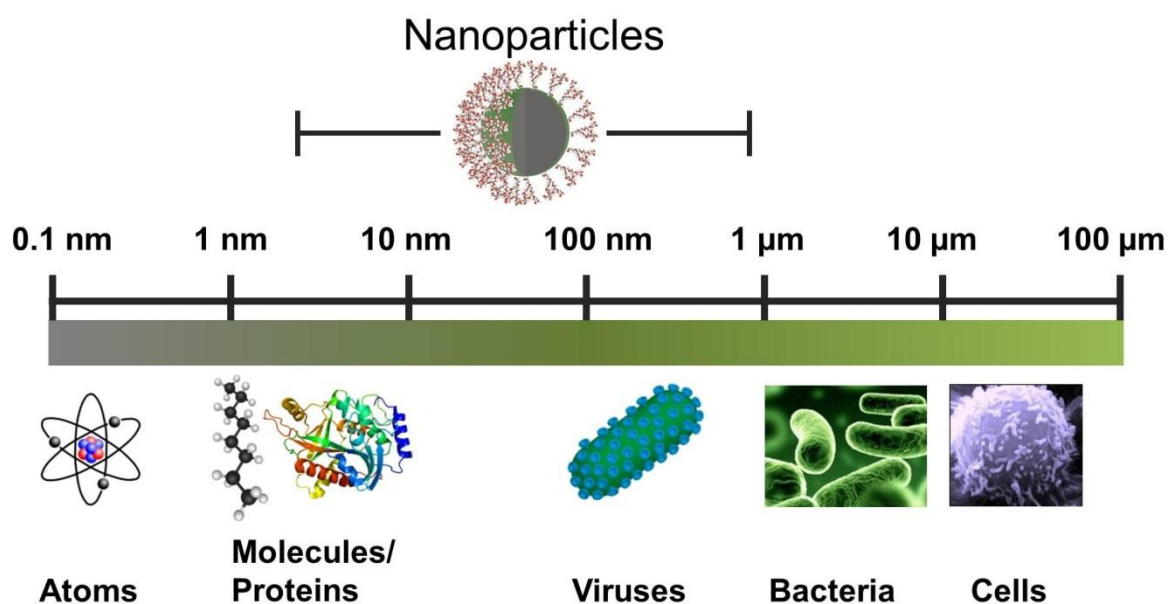 Nanoparticles
0.1 nm 1 nm 10 nm 100 nm 1 µm 10 µm 100 µm
Molecules/
Atoms Proteins Viruses Bacteria Cells